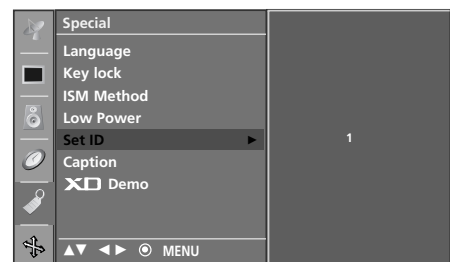 Special
Language
Key lock
ISM Method
Low Power
Set ID ► 1
Caption
XD Demo
▲▼ ◄► ◉ MENU